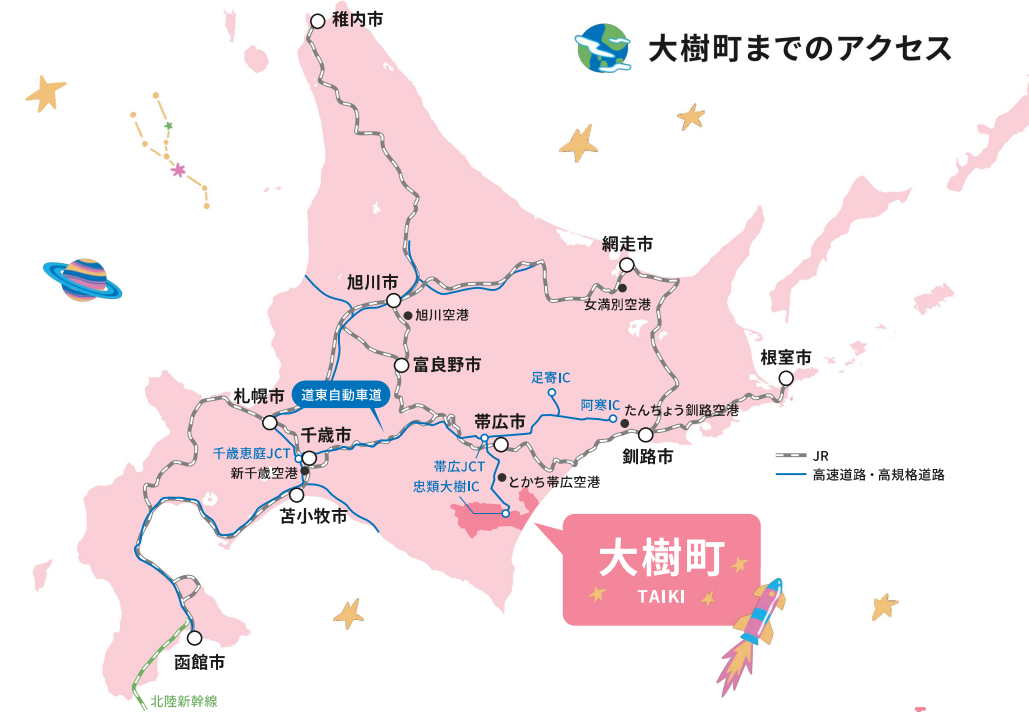 大樹町までのアクセス
稚内市
網走市
女満別空港
旭川市
旭川空港
富良野市
根室市
札幌市
道東自動車道
足寄IC
阿寒IC
たんちょう釧路空港
帯広市
釧路市
千歳市
千歳恵庭JCT
新千歳空港
帯広JCT
とかち帯広空港
忠類大樹IC
苫小牧市
JR
高速道路・高規格道路
大樹町
TAIKI
函館市
北陸新幹線